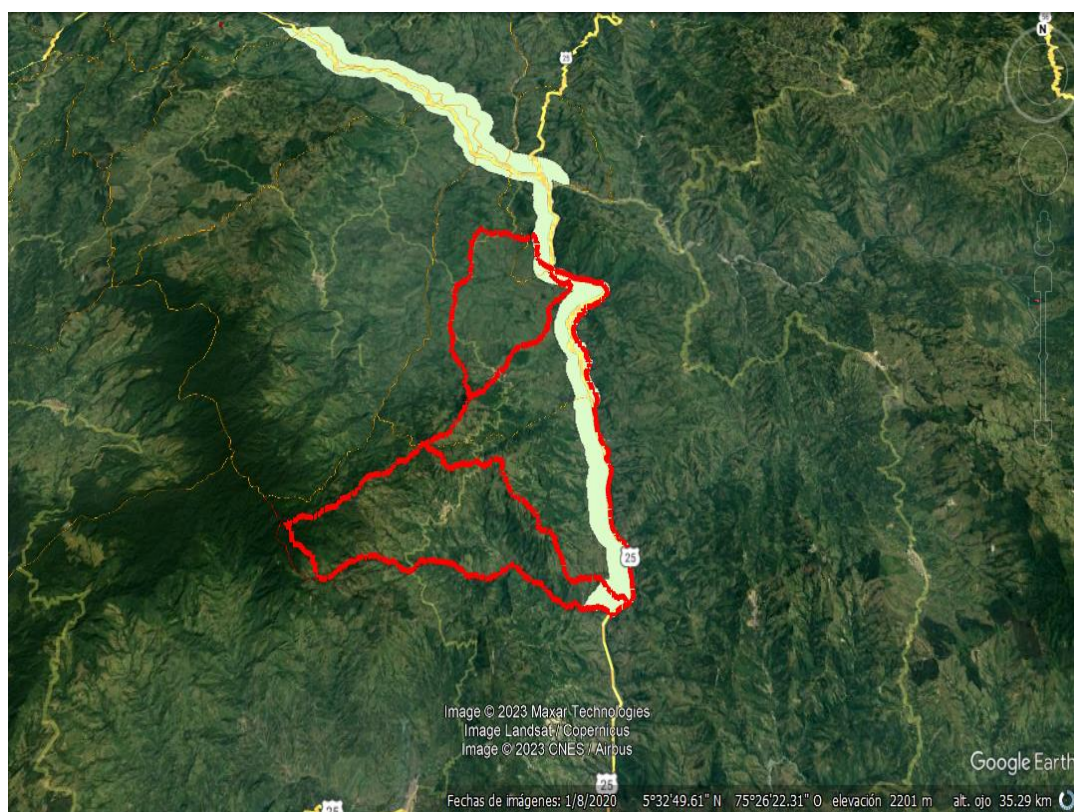 N
25
25
Image © 2023 Maxar Technologies
Image Landsat / Copernicus
Image © 2023 CNES / Airbus
Google Earth
25
Fechas de imágenes: 1/8/2020 5°32'49.61" N 75°26'22.31" O elevación 2201 m alt. ojo 35.29 km